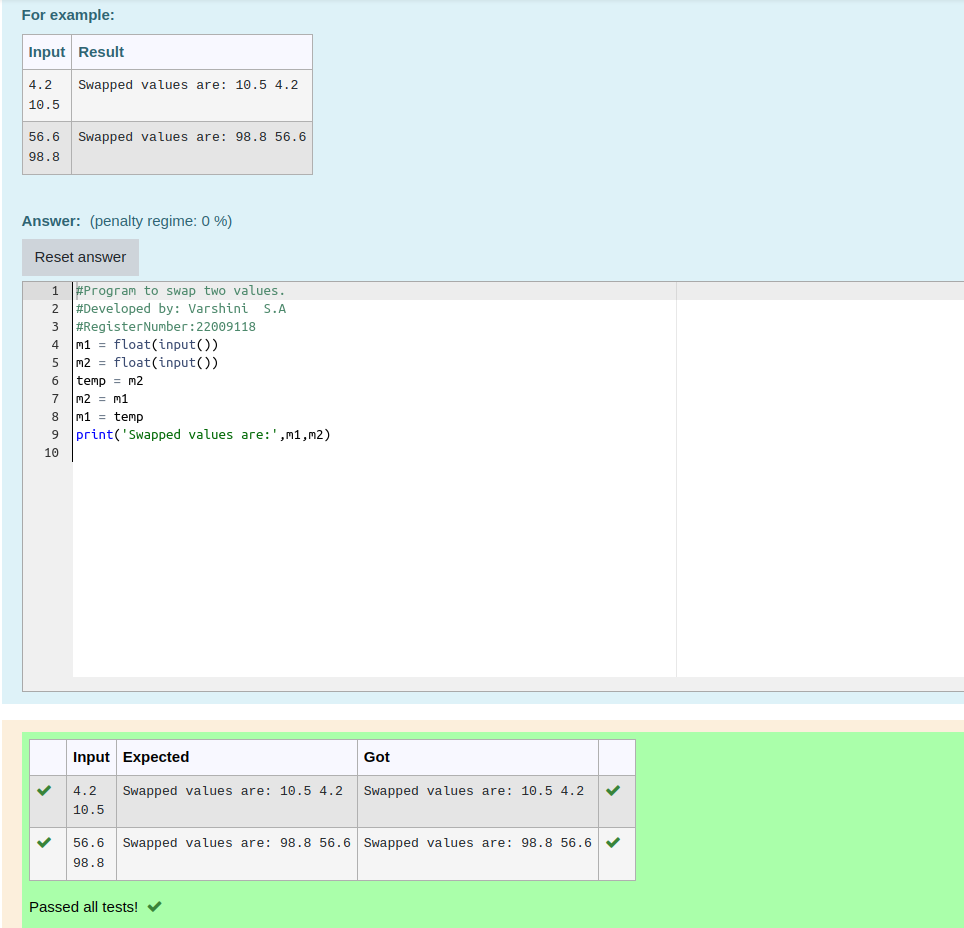 For example:
Input Result
4.2 Swapped values are: 10.5 4.2
10.5
56.6 Swapped values are: 98.8 56.6
98.8
Answer: (penalty regime: 0 %)
Reset answer
1 #Program to swap two values.
2 #Developed by: Varshini  S.A
3 #RegisterNumber:22009118
4 m1 = float(input())
5 m2 = float(input())
6 temp = m2
7 m2 = m1
8 m1 = temp
9 print('Swapped values are:',m1,m2)
10
Input Expected Got
4.2 Swapped values are: 10.5 4.2 Swapped values are: 10.5 4.2
10.5
56.6 Swapped values are: 98.8 56.6 Swapped values are: 98.8 56.6
98.8
Passed all tests!